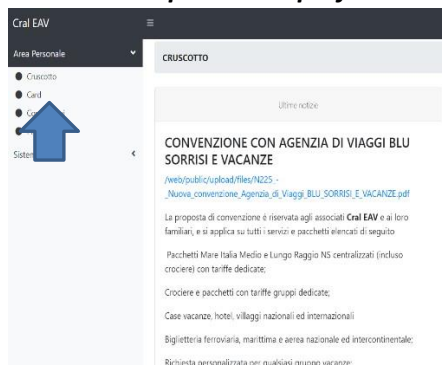 Cral EAV
Area Personale
Cruscotto
Card
Sistem
CRUSCOTTO
Ultime notizie
CONVENZIONE CON AGENZIA DI VIAGGI BLU
SORRISI E VACANZE
/web/public/upload/files/N225_-
_Nuova_convenzione_Agenzia_di_Viaggi_BLU_SORRISI_E_VACANZE.pdf
La proposta di convenzione è riservata agli associati Cral EAV e ai loro
familiari, e si applica su tutti i servizi e pacchetti elencati di seguito
Pacchetti Mare Italia Medio e Lungo Raggio NS centralizzati (incluso
crociere) con tariffe dedicate;
Crociere e pacchetti con tariffe gruppi dedicate;
Case vacanze, hotel, villaggi nazionali ed internazionali
Biglietteria ferroviaria, marittima e aerea nazionale ed intercontinentale;
Richiesta personalizzata per qualsiasi gruppo vacanze;